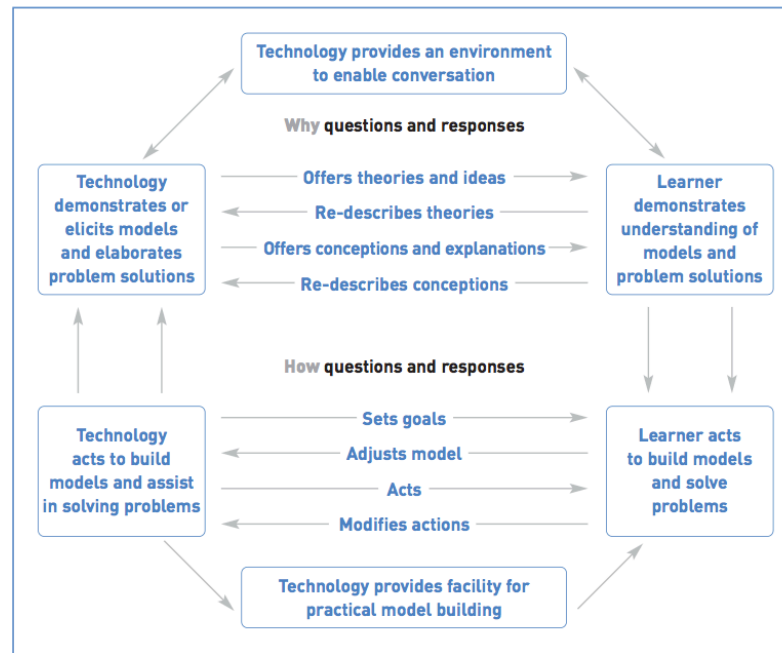 Technology provides an environment
to enable conversation
Why questions and responses
Technology
demonstrates or
elicits models
and elaborates
problem solutions
Offers theories and ideas
Re-describes theories
Offers conceptions and explanations
Re-describes conceptions
Learner
demonstrates
understanding of
models and
problem solutions
How questions and responses
Technology
acts to build
models and assist
in solving problems
Sets goals
Adjusts model
Acts
Modifies actions
Learner acts
to build models
and solve
problems
Technology provides facility for
practical model building